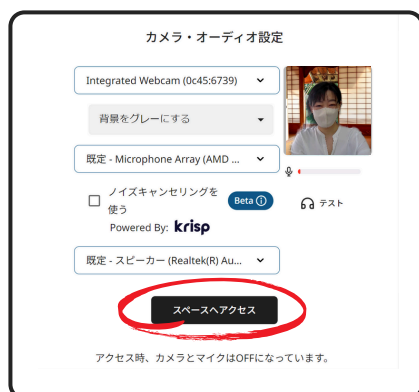 カメラ・オーディオ設定
Integrated Webcam (0c45:6739)
背景をグレーにする
既定 - Microphone Array (AMD ...
ノイズキャンセリングを
使う
Beta
Powered By: krisp
テスト
既定 - スピーカー (Realtek(R) Au...
スペースへアクセス
アクセス時、カメラとマイクはOFFになっています。